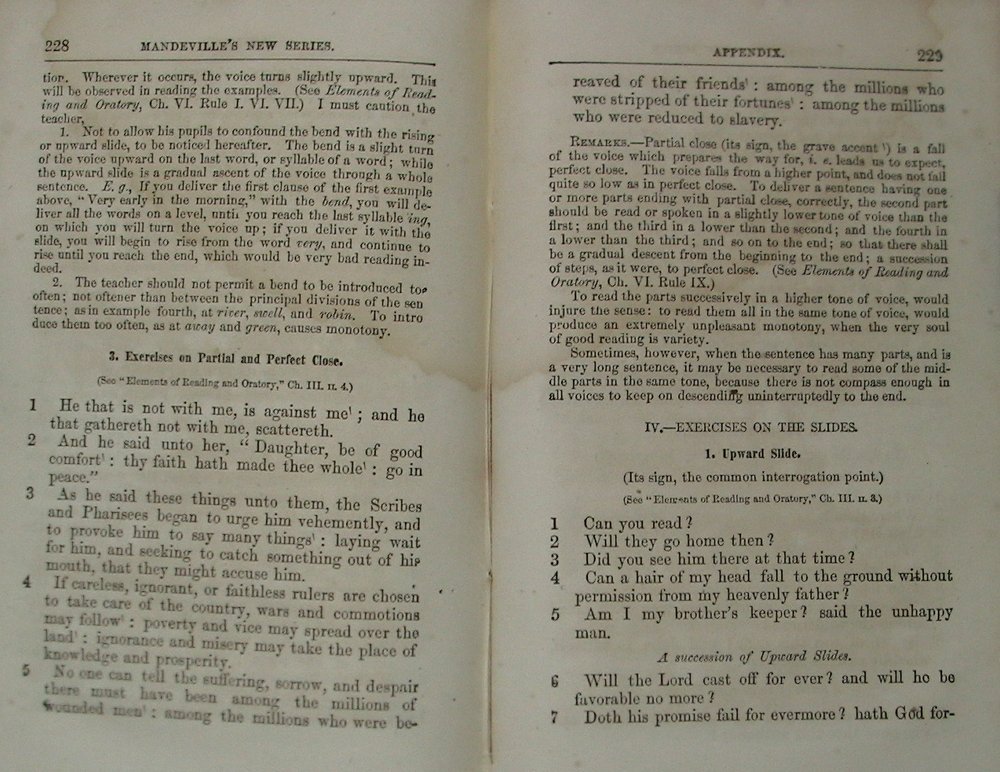 228 MANDEVILLE'S NEW SERIES.
tion. Wherever it occurs, the voice turns slightly upward. This
will be observed in reading the examples. (See Elements of Read-
ing and Oratory, Ch. VI. Rule I. VI. VII.) I must caution the
teacher,
1. Not to allow his pupils to confound the bend with the rising
or upward slide, to be noticed hereafter. The bend is a slight turn
of the voice upward on the last word, or syllable of a word; while
the upward slide is a gradual ascent of the voice through a whole
sentence. E. g., If you deliver the first clause of the first example
above, "Very early in the morning," with the bend, you will de-
liver all the words on a level, until you reach the last syllable ing,
on which you will turn the voice up; if you deliver it with the
slide, you will begin to rise from the word very, and continue to
rise until you reach the end, which would be very bad reading in-
deed.
2. The teacher should not permit a bend to be introduced too
often; not oftener than between the principal divisions of the sen
tence; as in example fourth, at river, swell, and robin. To intro
duce them too often, as at away and green, causes monotony.
3. Exercises on Partial and Perfect Close.
(See "Elements of Reading and Oratory," Ch. III. II. 4.)
1 He that is not with me, is against me'; and he
that gathereth not with me, scattereth.
2 And he said unto her, "Daughter, be of good
comfort': thy faith hath made thee whole': go in
peace."
3 As he said these things unto them, the Scribes
and Pharisees began to urge him vehemently, and
to provoke him to say many things': laying wait
for him, and seeking to catch something out of his
mouth, that they might accuse him.
4 If careless, ignorant, or faithless rulers are chosen
to take care of the country, wars and commotions
may follow': poverty and vice may spread over the
land': ignorance and misery may take the place of
knowledge and prosperity.
5 No one can tell the suffering, sorrow, and despair
there must have been among the millions of
wounded men': among the millions who were be-
APPENDIX. 229
reaved of their friends': among the millions who
were stripped of their fortunes': among the millions
who were reduced to slavery.
REMARKS.—Partial close (its sign, the grave accent ') is a fall
of the voice which prepares the way for, i. e. leads us to expect,
perfect close. The voice falls from a higher point, and does not fall
quite so low as in perfect close. To deliver a sentence having one
or more parts ending with partial close, correctly, the second part
should be read or spoken in a slightly lower tone of voice than the
first; and the third in a lower than the second; and the fourth in
a lower than the third; and so on to the end; so that there shall
be a gradual descent from the beginning to the end; a succession
of steps, as it were, to perfect close. (See Elements of Reading and
Oratory, Ch. VI. Rule IX.)
To read the parts successively in a higher tone of voice, would
injure the sense: to read them all in the same tone of voice, would
produce an extremely unpleasant monotony, when the very soul
of good reading is variety.
Sometimes, however, when the sentence has many parts, and is
a very long sentence, it may be necessary to read some of the mid-
dle parts in the same tone, because there is not compass enough in
all voices to keep on descending uninterruptedly to the end.
IV.—EXERCISES ON THE SLIDES.
1. Upward Slide.
(Its sign, the common interrogation point.)
(See "Elements of Reading and Oratory," Ch. III. II. 3.)
1 Can you read?
2 Will they go home then?
3 Did you see him there at that time?
4 Can a hair of my head fall to the ground without
permission from my heavenly father?
5 Am I my brother's keeper? said the unhappy
man.
A succession of Upward Slides.
6 Will the Lord cast off for ever? and will he be
favorable no more?
7 Doth his promise fail for evermore? hath God for-